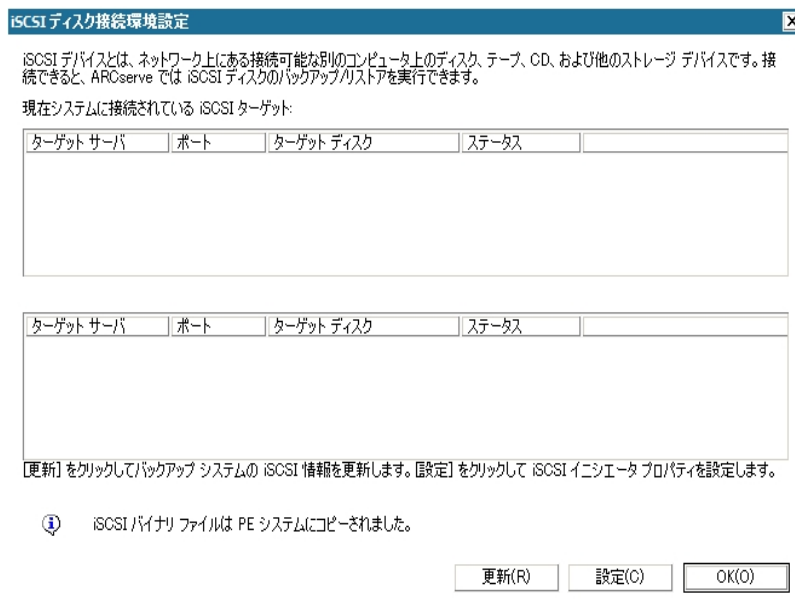 iSCSI ディスク接続環境設定
iSCSI デバイスとは、ネットワーク上にある接続可能な別のコンピュータ上のディスク、テープ、CD、および他のストレージ デバイスです。接
続できると、ARCserve では iSCSI ディスクのバックアップ/リストアを実行できます。
現在システムに接続されている iSCSI ターゲット:
ターゲット サーバ ポート ターゲット ディスク ステータス
ターゲット サーバ ポート ターゲット ディスク ステータス
[更新] をクリックしてバックアップ システムの iSCSI 情報を更新します。[設定] をクリックして iSCSI イニシエータ プロパティを設定します。
iSCSI バイナリ ファイルは PE システムにコピーされました。
更新(R) 設定(C) OK(O)